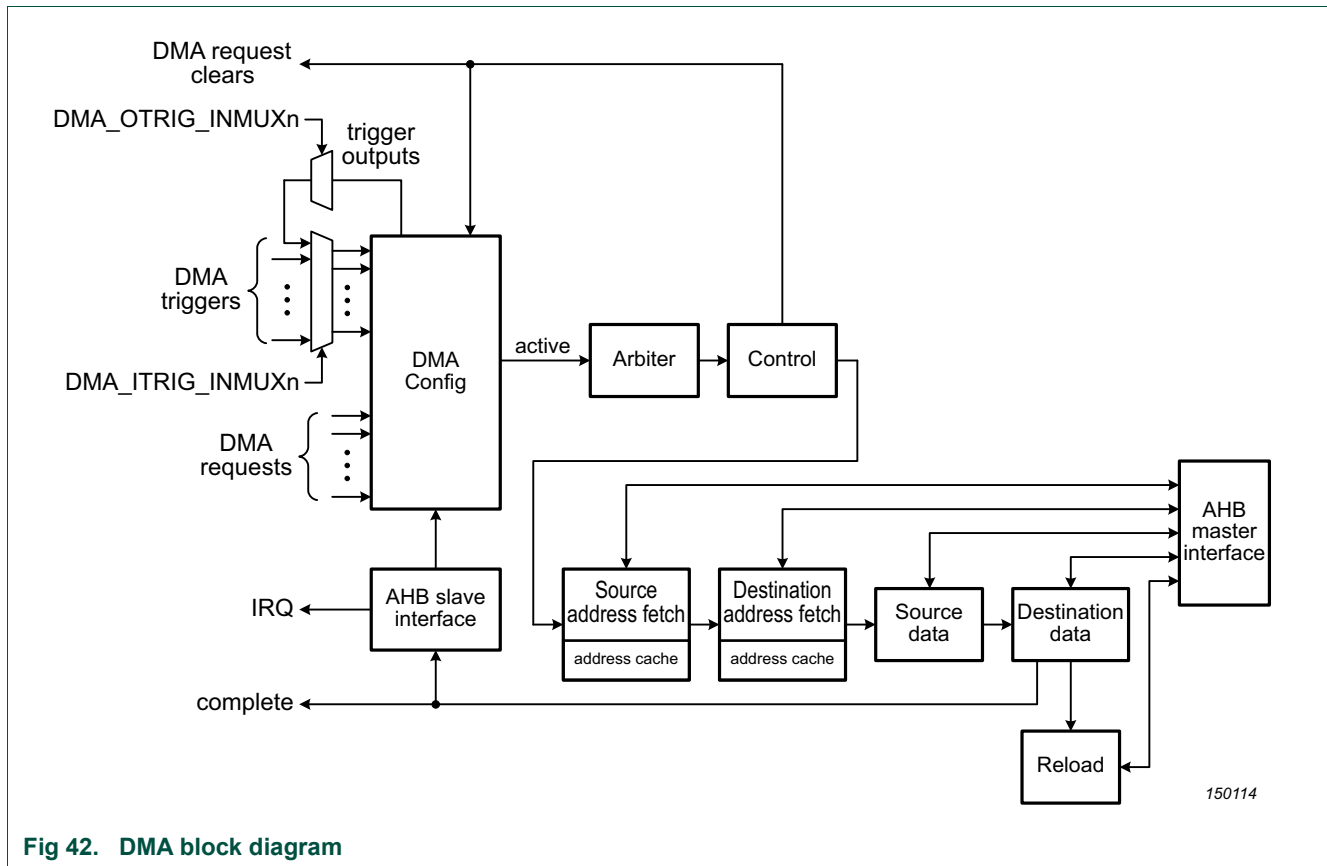 DMA request
clears
DMA_OTRIG_INMUXn
trigger
outputs
DMA
triggers
DMA_ITRIG_INMUXn
DMA
requests
DMA
Config
active
Arbiter
Control
AHB
master
interface
IRQ
AHB slave
interface
Source
address fetch
address cache
Destination
address fetch
address cache
Source
data
Destination
data
complete
Reload
150114
Fig 42. DMA block diagram